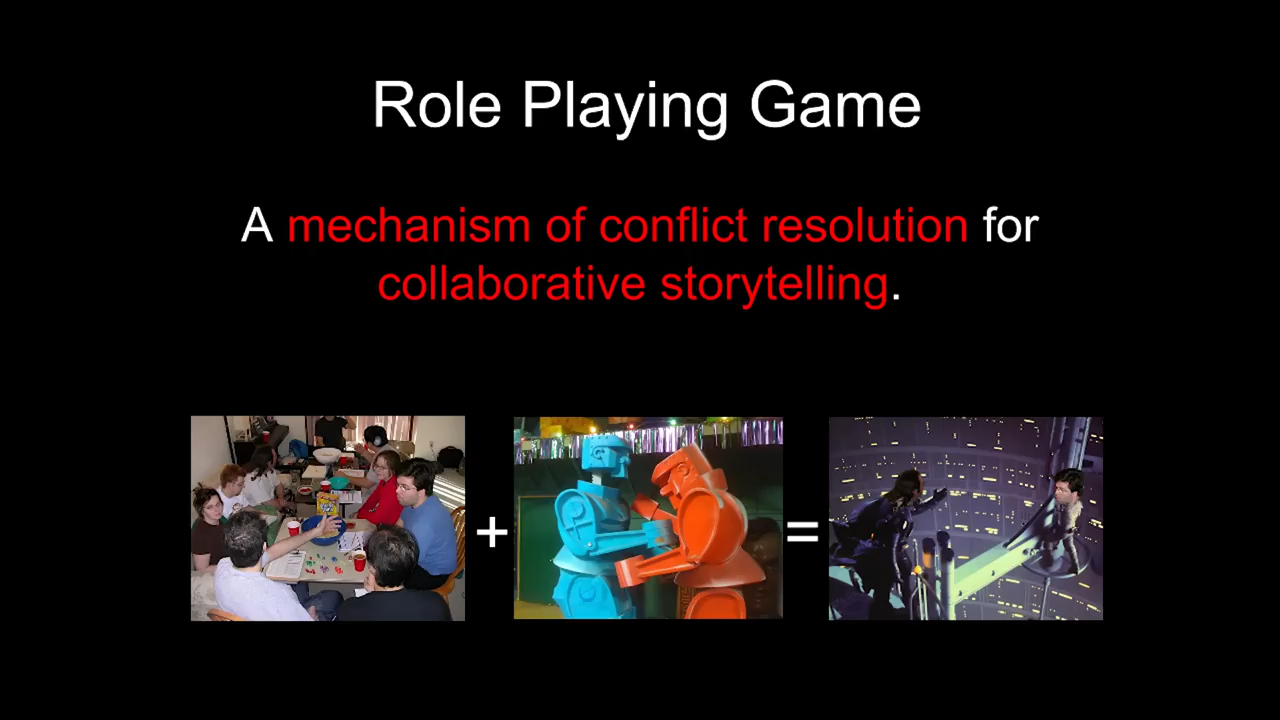 Role Playing Game
A mechanism of conflict resolution for
collaborative storytelling.
+ =